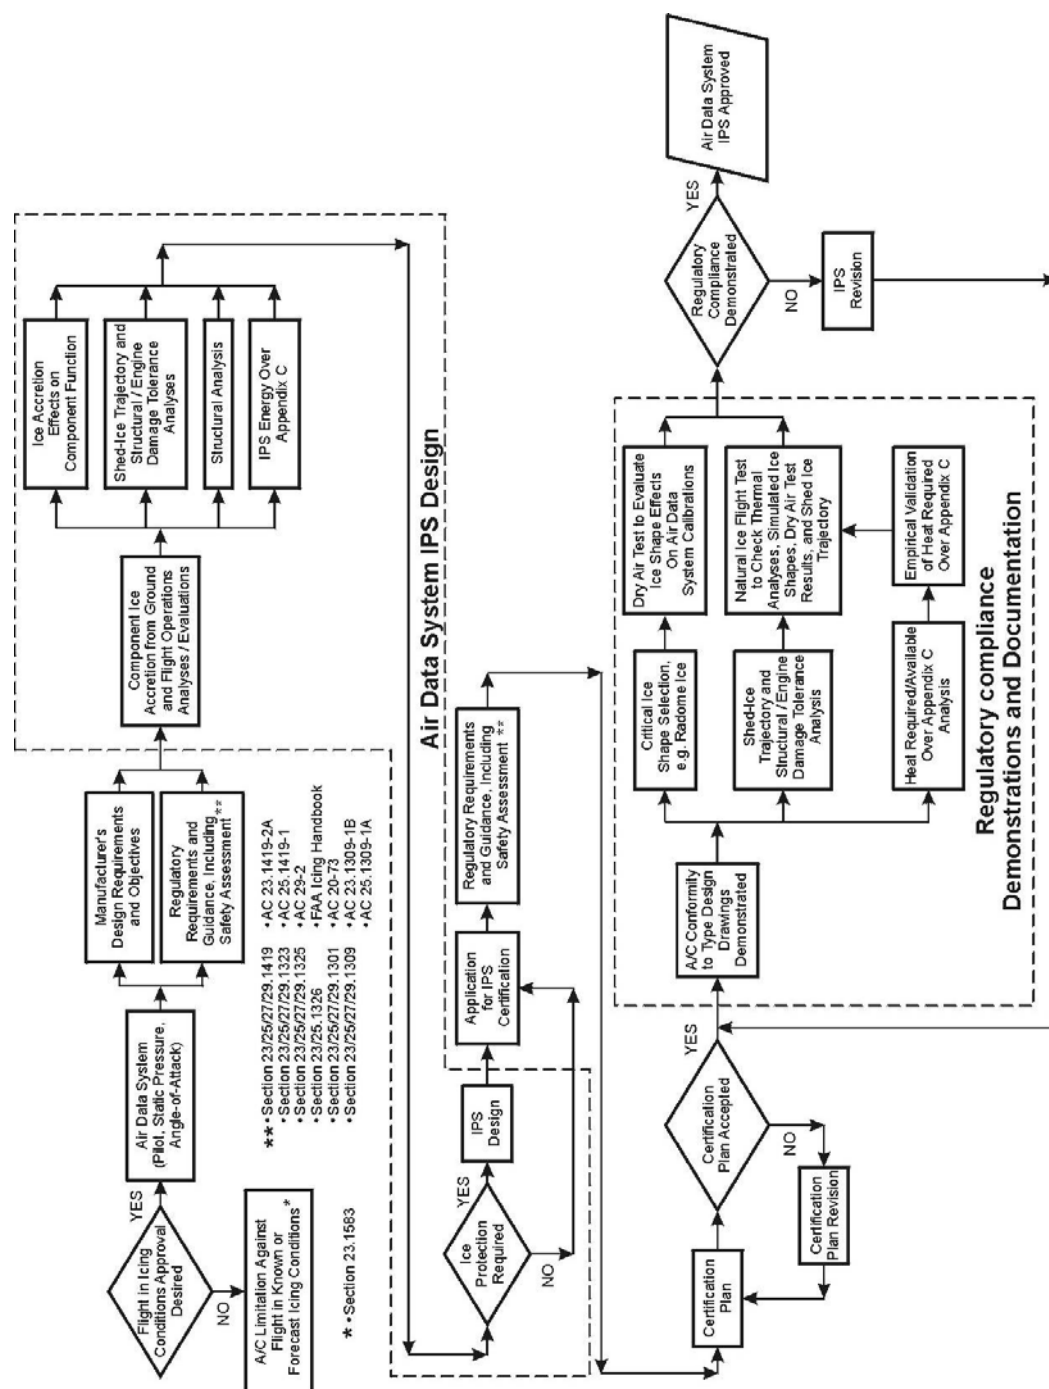 Flight in Icing
Conditions Approval
Desired
YES
NO
A/C Limitation Against
Flight in Known or
Forecast Icing Conditions *
* • Section 23.1583
Air Data System
(Pilot, Static Pressure,
Angle-of-Attack)
Manufacturer's
Design Requirements
and Objectives
Regulatory
Requirements and
Guidance, Including
Safety Assessment **
** • Section 23/25/27/29.1419
• Section 23/25/27/29.1323
• Section 23/25/27/29.1325
• Section 23/25.1326
• Section 23/25/27/29.1301
• Section 23/25/27/29.1309
• AC 23.1419-2A
• AC 25.1419-1
• AC 29-2
• FAA Icing Handbook
• AC 20-73
• AC 23.1309-1B
• AC 25.1309-1A
Component Ice
Accretion from Ground
and Flight Operations
Analyses / Evaluations
Ice Accretion
Effects on
Component Function
Shed-Ice Trajectory and
Structural / Engine
Damage Tolerance
Analyses
Structural Analysis
IPS Energy Over
Appendix C
Air Data System IPS Design
Ice
Protection
Required
YES
NO
IPS
Design
Application
for IPS
Certification
Regulatory Requirements
and Guidance, Including
Safety Assessment **
Certification
Plan
Certification
Plan Accepted
YES
NO
Certification
Plan Revision
A/C Conformity
to Type Design
Drawings
Demonstrated
Critical Ice
Shape Selection,
e.g. Radome Ice
Shed-Ice
Trajectory and
Structural / Engine
Damage Tolerance
Analysis
Heat Required/Available
Over Appendix C
Analysis
Dry Air Test to Evaluate
Ice Shape Effects
On Air Data
System Calibrations
Natural Ice Flight Test
to Check Thermal
Analyses, Simulated Ice
Shapes, Dry Air Test
Results, and Shed Ice
Trajectory
Empirical Validation
of Heat Required
Over Appendix C
Regulatory compliance
Demonstrations and Documentation
Regulatory
Compliance
Demonstrated
YES
NO
IPS
Revision
Air Data System
IPS Approved